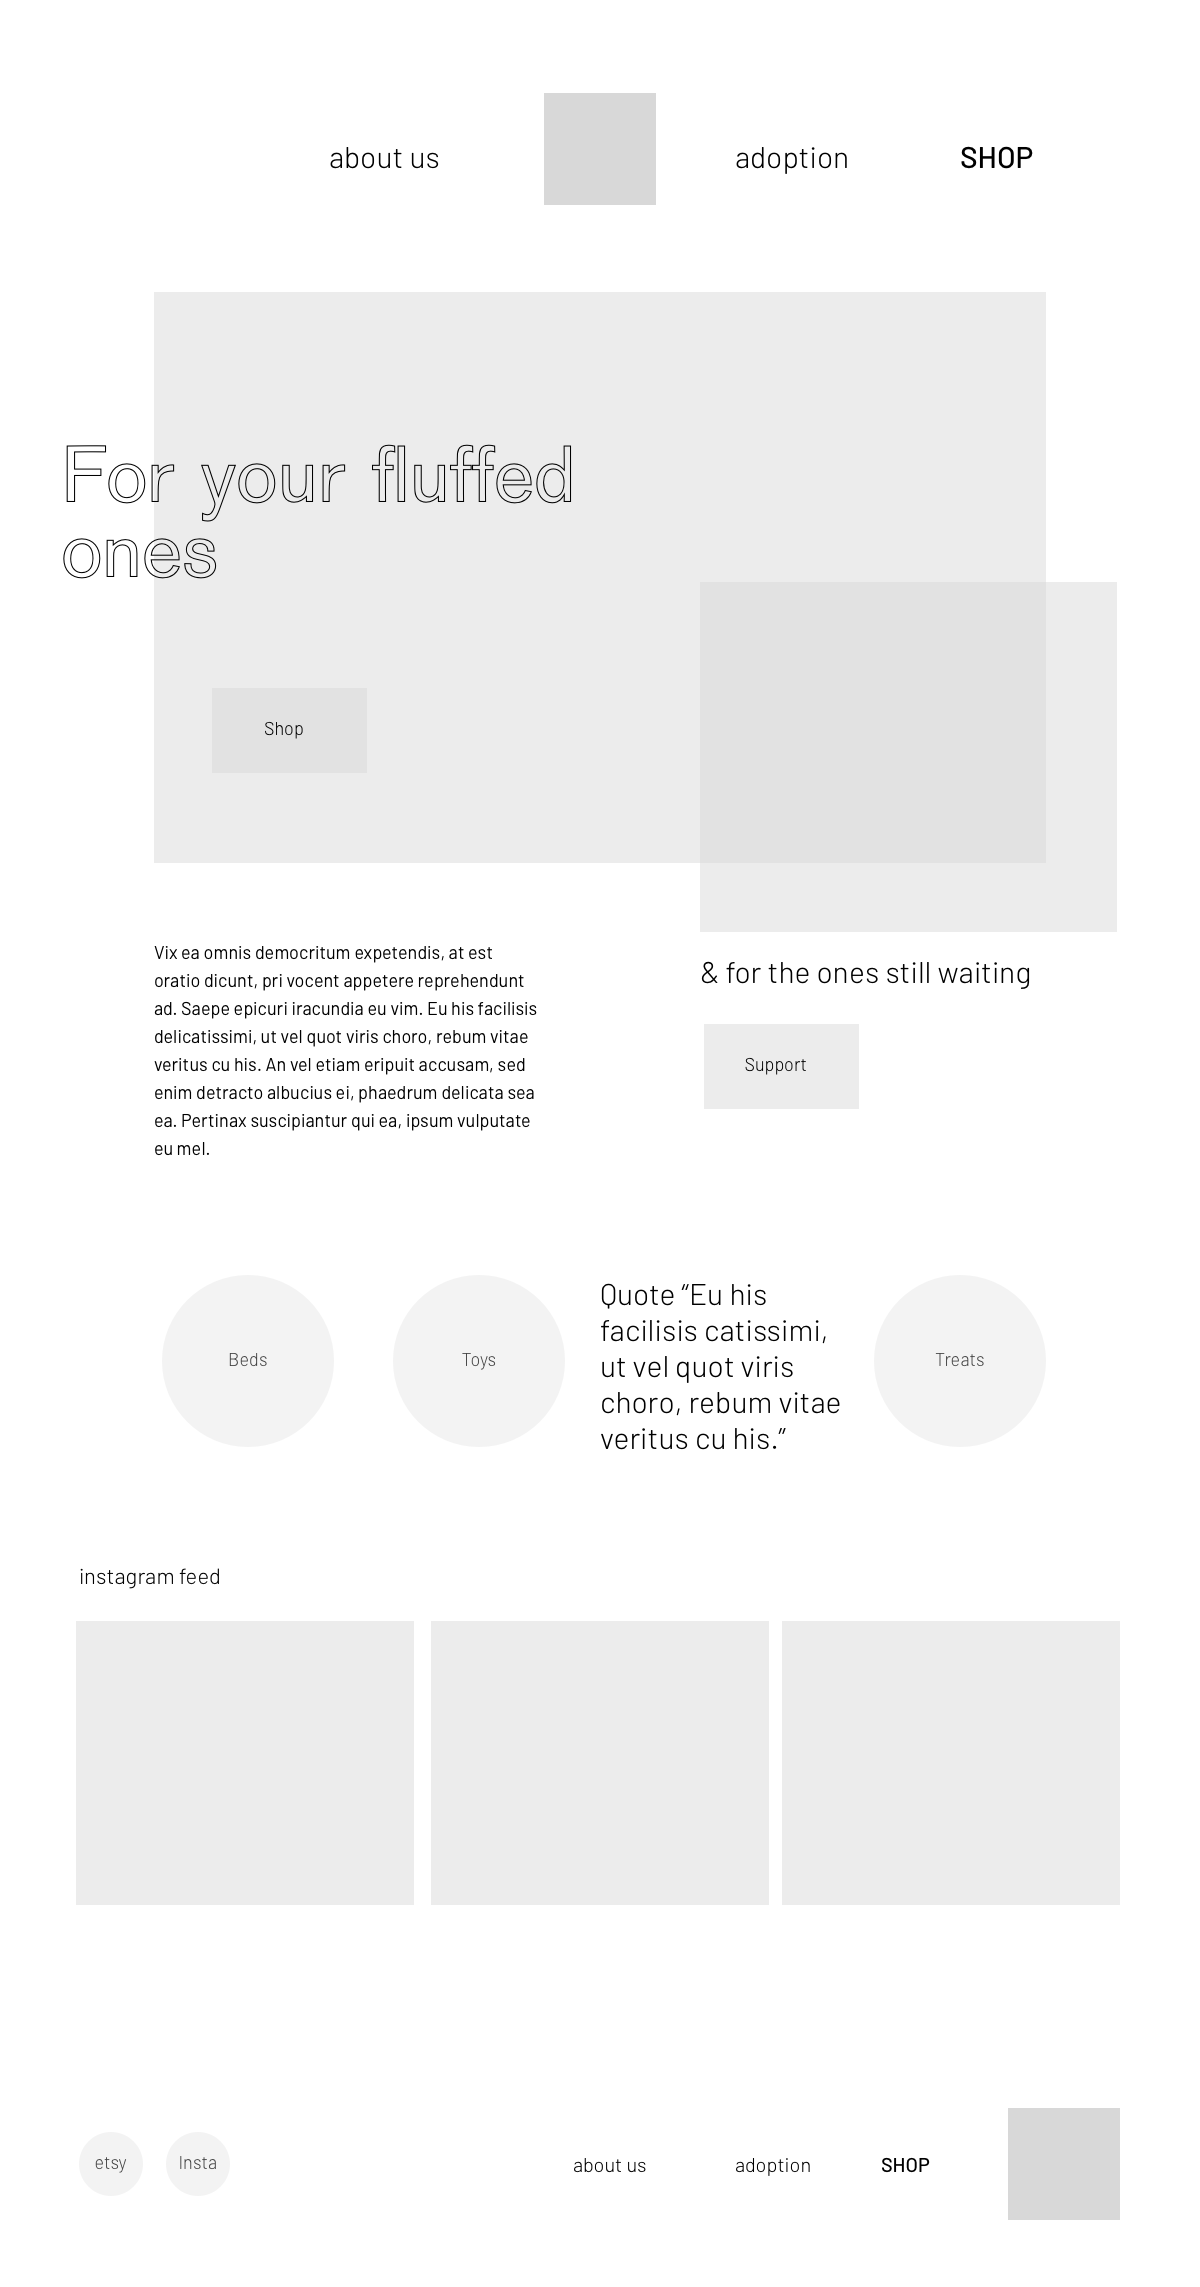 about us
adoption
SHOP
For your fluffed
ones
Shop
Vix ea omnis democritum expetendis, at est
oratio dicunt, pri vocent appetere reprehendunt
ad. Saepe epicuri iracundia eu vim. Eu his facilisis
delicatissimi, ut vel quot viris choro, rebum vitae
veritus cu his. An vel etiam eripuit accusam, sed
enim detracto albucius ei, phaedrum delicata sea
ea. Pertinax suscipiantur qui ea, ipsum vulputate
eu mel.
& for the ones still waiting
Support
Beds
Toys
Quote “Eu his
facilisis catissimi,
ut vel quot viris
choro, rebum vitae
veritus cu his.”
Treats
instagram feed
etsy
Insta
about us
adoption
SHOP